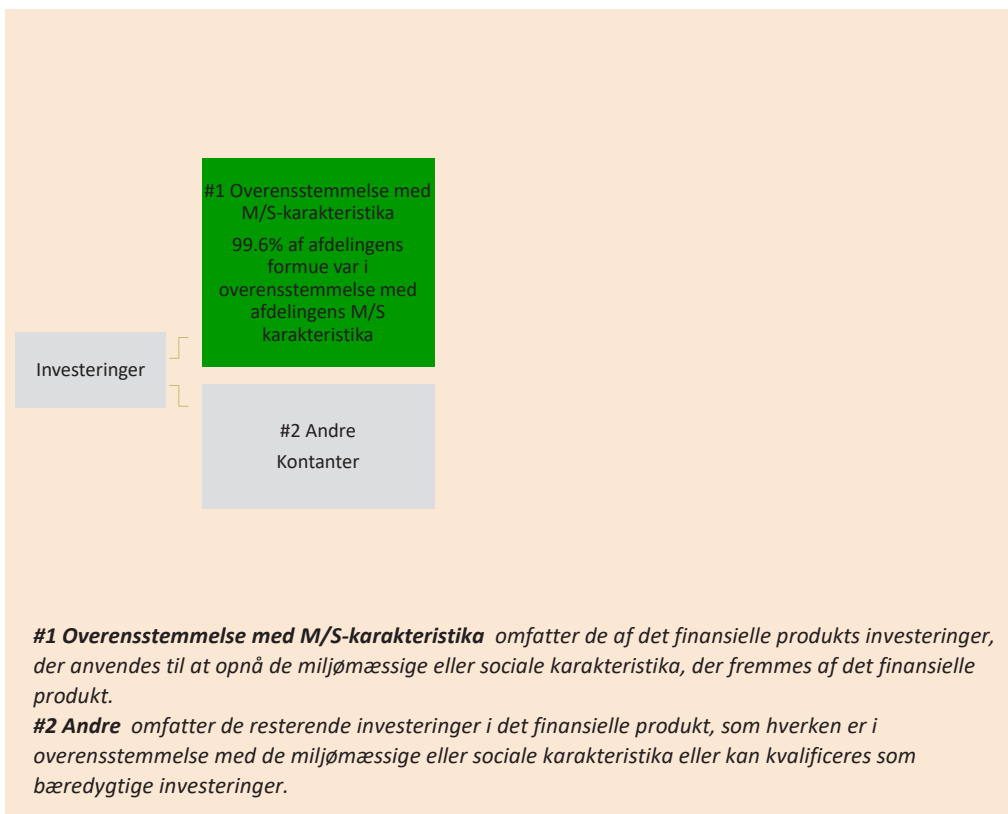 #1 Overensstemmelse med
M/S-karakteristika
99.6% af afdelingens
formue var i
overensstemmelse med
afdelingens M/S
karakteristika
Investeringer
#2 Andre
Kontanter
#1 Overensstemmelse med M/S-karakteristika omfatter de af det finansielle produkts investeringer,
der anvendes til at opnå de miljømæssige eller sociale karakteristika, der fremmes af det finansielle
produkt.
#2 Andre omfatter de resterende investeringer i det finansielle produkt, som hverken er i
overensstemmelse med de miljømæssige eller sociale karakteristika eller kan kvalificeres som
bæredygtige investeringer.